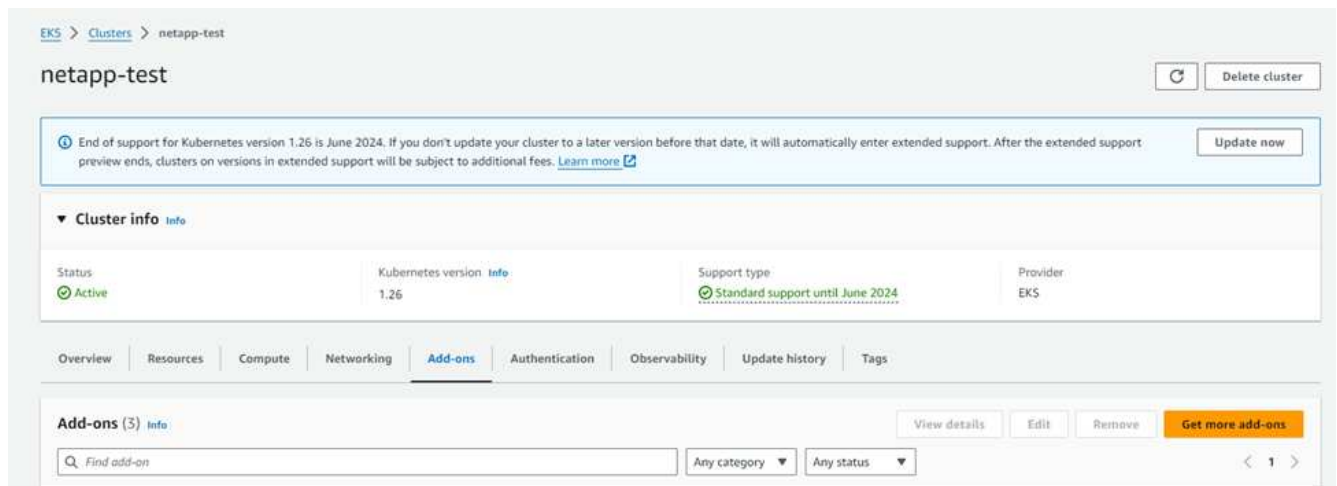 EKS > Clusters > netapp-test
netapp-test
Delete cluster
End of support for Kubernetes version 1.26 is June 2024. If you don't update your cluster to a later version before that date, it will automatically enter extended support. After the extended support
preview ends, clusters on versions in extended support will be subject to additional fees. Learn more
Update now
Cluster info Info
Status
Active
Kubernetes version Info
1.26
Support type
Standard support until June 2024
Provider
EKS
Overview Resources Compute Networking Add-ons Authentication Observability Update history Tags
Add-ons (3) Info
View details Edit Remove Get more add-ons
Find add-on
Any category Any status
< 1 >